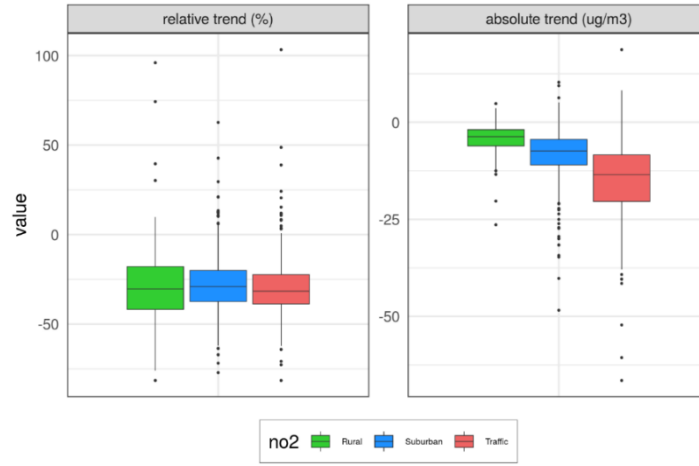 relative trend (%)
absolute trend (ug/m3)
value
100
50
0
-50
0
-25
-50
no2
Rural
Suburban
Traffic